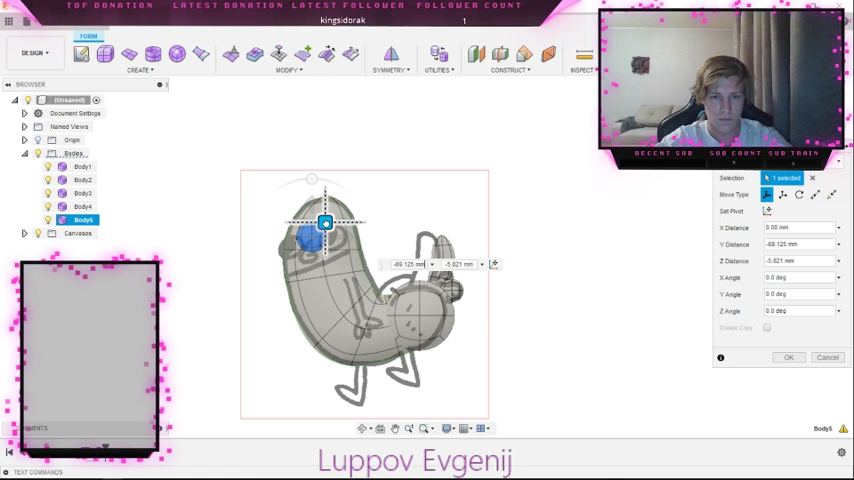 TOP DONATION LATEST DONATION LATEST FOLLOWER FOLLOWER COUNT
kingsidorak 1
FORM
DESIGN
CREATE
MODIFY
SYMMETRY
UTILITIES
CONSTRUCT
INSPECT
BROWSER
(Unsaved)
Document Settings
Named Views
Origin
Bodies
Body1
Body2
Body3
Body4
Body5
Canvases
RECENT SUB SUB COUNT SUB TRAIN
Selection 1 selected
Move Type
Set Pivot
X Distance 0.00 mm
Y Distance -69.125 mm
Z Distance -5.821 mm
X Angle 0.0 deg
Y Angle 0.0 deg
Z Angle 0.0 deg
Create Copy
OK Cancel
-69.125 mm -5.821 mm
Body5
TEXT COMMANDS
Luppov Evgenij